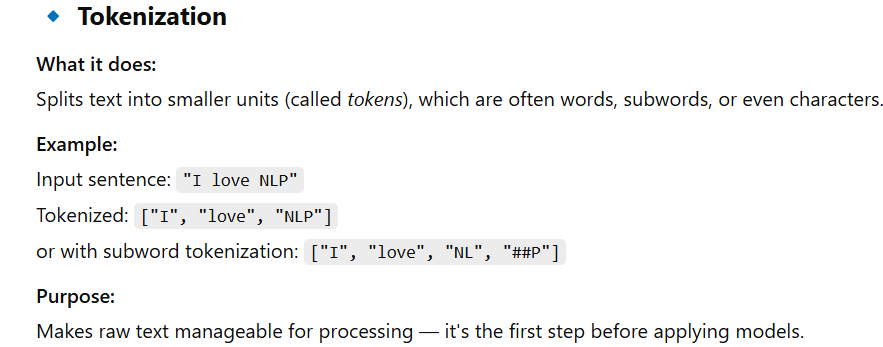 Tokenization
What it does:
Splits text into smaller units (called tokens), which are often words, subwords, or even characters.
Example:
Input sentence: "I love NLP"
Tokenized: ["I", "love", "NLP"]
or with subword tokenization: ["I", "love", "NL", "##P"]
Purpose:
Makes raw text manageable for processing — it's the first step before applying models.